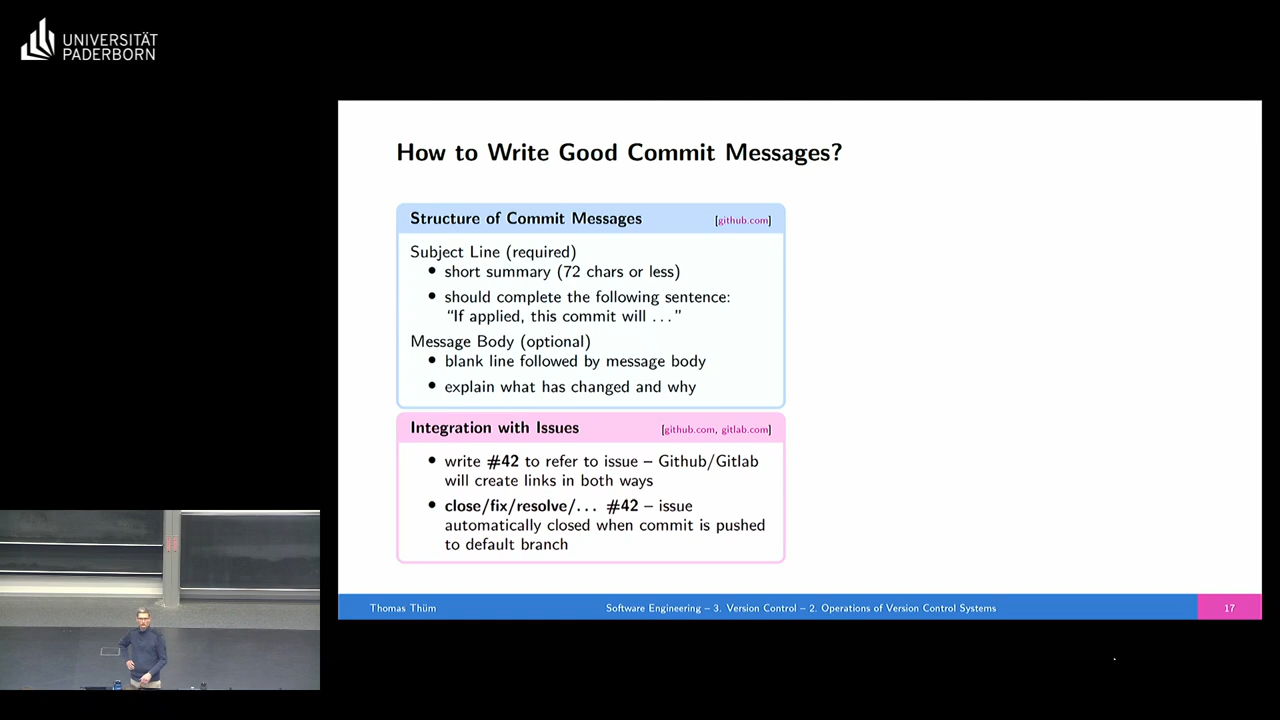 UNIVERSITÄT
PADERBORN
How to Write Good Commit Messages?
Structure of Commit Messages [github.com]
Subject Line (required)
• short summary (72 chars or less)
• should complete the following sentence:
“If applied, this commit will ...”
Message Body (optional)
• blank line followed by message body
• explain what has changed and why
Integration with Issues [github.com, gitlab.com]
• write #42 to refer to issue – Github/Gitlab
will create links in both ways
• close/fix/resolve/... #42 – issue
automatically closed when commit is pushed
to default branch
Thomas Thüm Software Engineering – 3. Version Control – 2. Operations of Version Control Systems 17